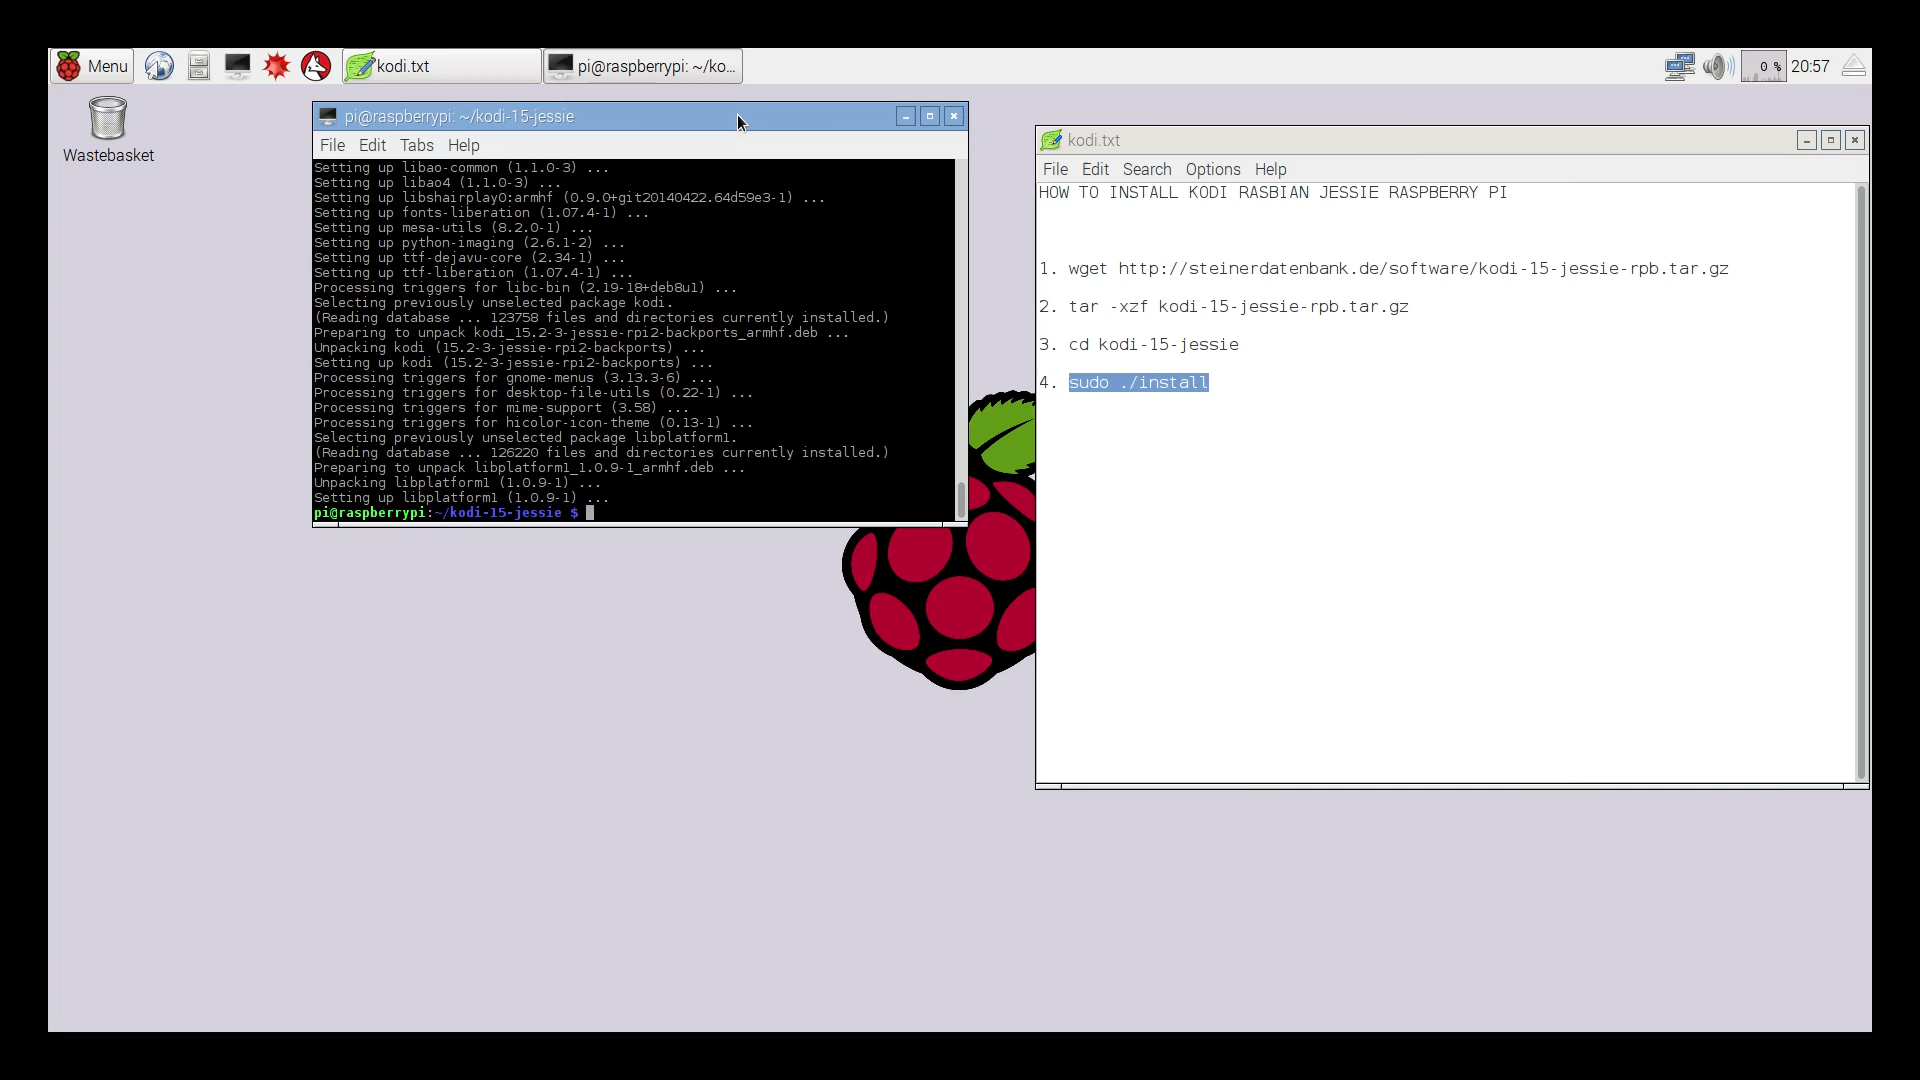 Menu
kodi.txt
pi@raspberrypi: ~/ko...
0 %
20:57
Wastebasket
pi@raspberrypi: ~/kodi-15-jessie
File Edit Tabs Help
Setting up libao-common (1.1.0-3) ...
Setting up libao4 (1.1.0-3) ...
Setting up libshairplay0:armhf (0.9.0+git20140422.64d59e3-1) ...
Setting up fonts-liberation (1.07.4-1) ...
Setting up mesa-utils (8.2.0-1) ...
Setting up python-imaging (2.6.1-2) ...
Setting up ttf-dejavu-core (2.34-1) ...
Setting up ttf-liberation (1.07.4-1) ...
Processing triggers for libc-bin (2.19-18+deb8u1) ...
Selecting previously unselected package kodi.
(Reading database ... 123758 files and directories currently installed.)
Preparing to unpack kodi_15.2-3-jessie-rpi2-backports_armhf.deb ...
Unpacking kodi (15.2-3-jessie-rpi2-backports) ...
Setting up kodi (15.2-3-jessie-rpi2-backports) ...
Processing triggers for gnome-menus (3.13.3-6) ...
Processing triggers for desktop-file-utils (0.22-1) ...
Processing triggers for mime-support (3.58) ...
Processing triggers for hicolor-icon-theme (0.13-1) ...
Selecting previously unselected package libplatform1.
(Reading database ... 126220 files and directories currently installed.)
Preparing to unpack libplatform1_1.0.9-1_armhf.deb ...
Unpacking libplatform1 (1.0.9-1) ...
Setting up libplatform1 (1.0.9-1) ...
pi@raspberrypi:~/kodi-15-jessie $
kodi.txt
File Edit Search Options Help
HOW TO INSTALL KODI RASBIAN JESSIE RASPBERRY PI
1. wget http://steinerdatenbank.de/software/kodi-15-jessie-rpb.tar.gz
2. tar -xzf kodi-15-jessie-rpb.tar.gz
3. cd kodi-15-jessie
4. sudo ./install